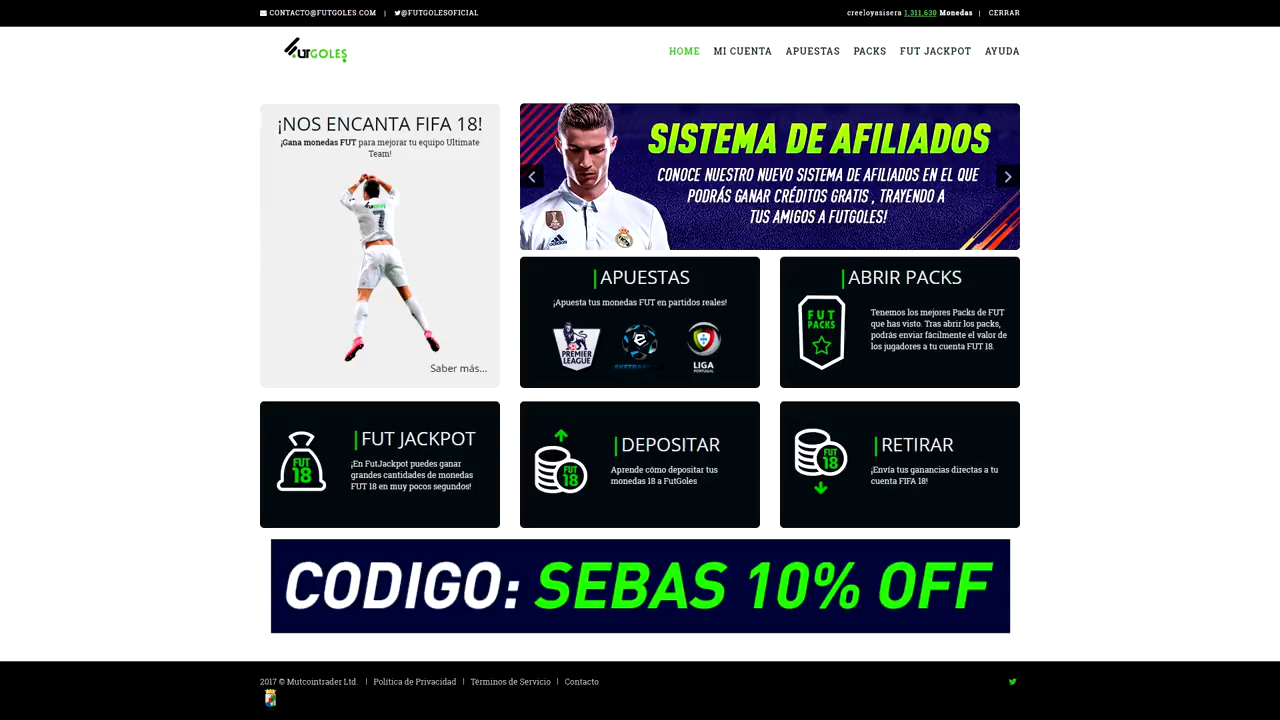 CONTACTO@FUTGOLES.COM | @FUTGOLESOFICIAL
creeloyasisera 1,311,630 Monedas | CERRAR
FUTGOLES
HOME MI CUENTA APUESTAS PACKS FUT JACKPOT AYUDA
¡NOS ENCANTA FIFA 18!
¡Gana monedas FUT para mejorar tu equipo Ultimate
Team!
7
Saber más...
SISTEMA DE AFILIADOS
CONOCE NUESTRO NUEVO SISTEMA DE AFILIADOS EN EL QUE
PODRÁS GANAR CRÉDITOS GRATIS , TRAYENDO A
TUS AMIGOS A FUTGOLES!
|APUESTAS
¡Apuesta tus monedas FUT en partidos reales!
PREMIER
LEAGUE
LIGA
PORTUGAL
|ABRIR PACKS
FUT
PACKS
Tenemos los mejores Packs de FUT
que has visto. Tras abrir los packs,
podrás enviar fácilmente el valor de
los jugadores a tu cuenta FUT 18.
|FUT JACKPOT
FUT
18
¡En FutJackpot puedes ganar
grandes cantidades de monedas
FUT 18 en muy pocos segundos!
|DEPOSITAR
FUT
18
Aprende cómo depositar tus
monedas 18 a FutGoles
|RETIRAR
FUT
18
¡Envía tus ganancias directas a tu
cuenta FIFA 18!
CODIGO: SEBAS 10% OFF
2017 © Mutcointrader Ltd. | Política de Privacidad | Términos de Servicio | Contacto